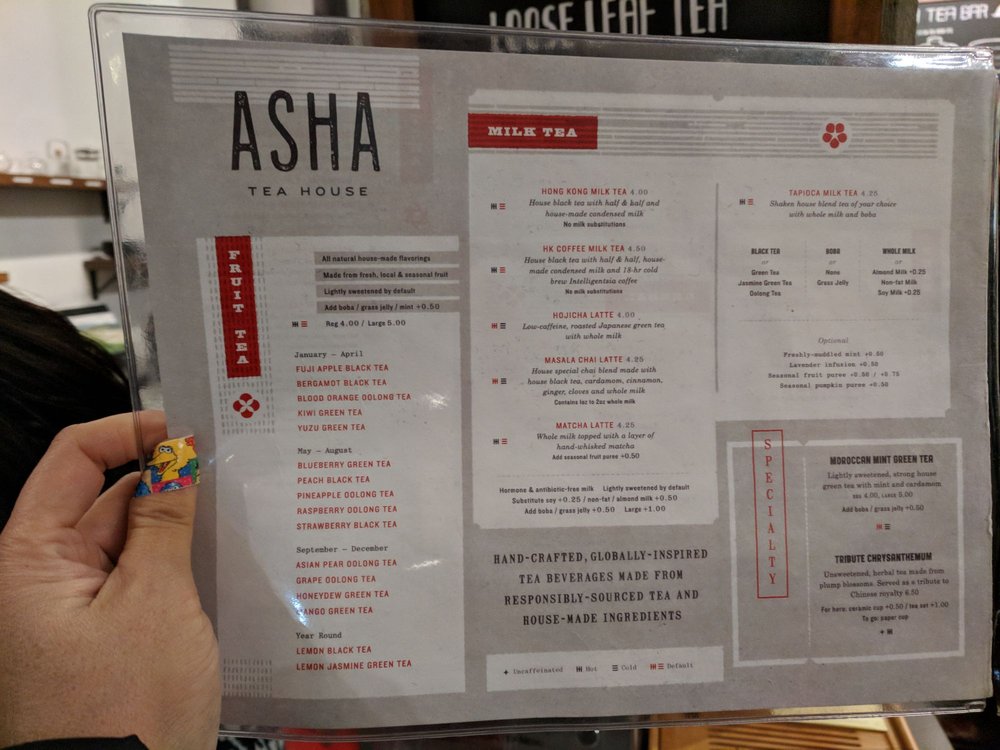 LOOSE LEAF TEA
TEA BAR
ASHA
TEA HOUSE
FRUIT TEA
All natural house-made flavorings
Made from fresh, local & seasonal fruit
Lightly sweetened by default
Add boba / grass jelly / mint +0.50
Reg 4.00 / Large 5.00
January – April
FUJI APPLE BLACK TEA
BERGAMOT BLACK TEA
BLOOD ORANGE OOLONG TEA
KIWI GREEN TEA
YUZU GREEN TEA
May – August
BLUEBERRY GREEN TEA
PEACH BLACK TEA
PINEAPPLE OOLONG TEA
RASPBERRY OOLONG TEA
STRAWBERRY BLACK TEA
September – December
ASIAN PEAR OOLONG TEA
GRAPE OOLONG TEA
HONEYDEW GREEN TEA
MANGO GREEN TEA
Year Round
LEMON BLACK TEA
LEMON JASMINE GREEN TEA
MILK TEA
HONG KONG MILK TEA 4.00
House black tea with half & half and
house-made condensed milk
No milk substitutions
HK COFFEE MILK TEA 4.50
House black tea with half & half, house-
made condensed milk and 18-hr cold
brew Intelligentsia coffee
No milk substitutions
HOJICHA LATTE 4.00
Low-caffeine, roasted Japanese green tea
with whole milk
MASALA CHAI LATTE 4.25
House special chai blend made with
house black tea, cardamom, cinnamon,
ginger, cloves and whole milk
Contains 1oz to 2oz whole milk
MATCHA LATTE 4.25
Whole milk topped with a layer of
hand-whisked matcha
Add seasonal fruit puree +0.50
Hormone & antibiotic-free milk Lightly sweetened by default
Substitute soy +0.25 / non-fat / almond milk +0.50
Add boba / grass jelly +0.50 Large +1.00
TAPIOCA MILK TEA 4.25
Shaken house blend tea of your choice
with whole milk and boba
BLACK TEA BOBA WHOLE MILK
or or or
Green Tea None Almond Milk +0.25
Jasmine Green Tea Grass Jelly Non-fat Milk
Oolong Tea Soy Milk +0.25
Optional
Freshly-muddled mint +0.50
Lavender infusion +0.50
Seasonal fruit puree +0.50 / +0.75
Seasonal pumpkin puree +0.50
HAND-CRAFTED, GLOBALLY-INSPIRED
TEA BEVERAGES MADE FROM
RESPONSIBLY-SOURCED TEA AND
HOUSE-MADE INGREDIENTS
Uncaffeinated Hot Cold Default
SPECIALTY
MOROCCAN MINT GREEN TEA
Lightly sweetened, strong house
green tea with mint and cardamom
REG 4.00, LARGE 5.00
Add boba / grass jelly +0.50
TRIBUTE CHRYSANTHEMUM
Unsweetened, herbal tea made from
plump blossoms. Served as a tribute to
Chinese royalty 6.50
For here: ceramic cup +0.50 / tea set +1.00
To go: paper cup